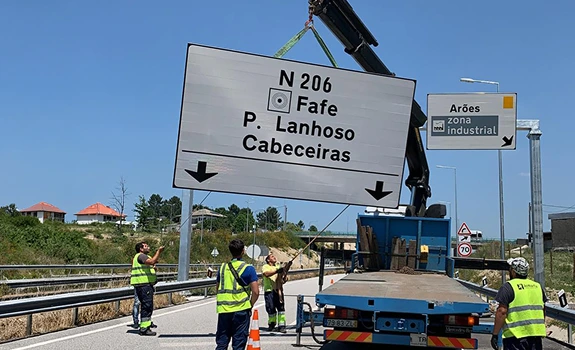 N 206
Fafe
P. Lanhoso
Cabeceiras
Arões
zona
industrial
70